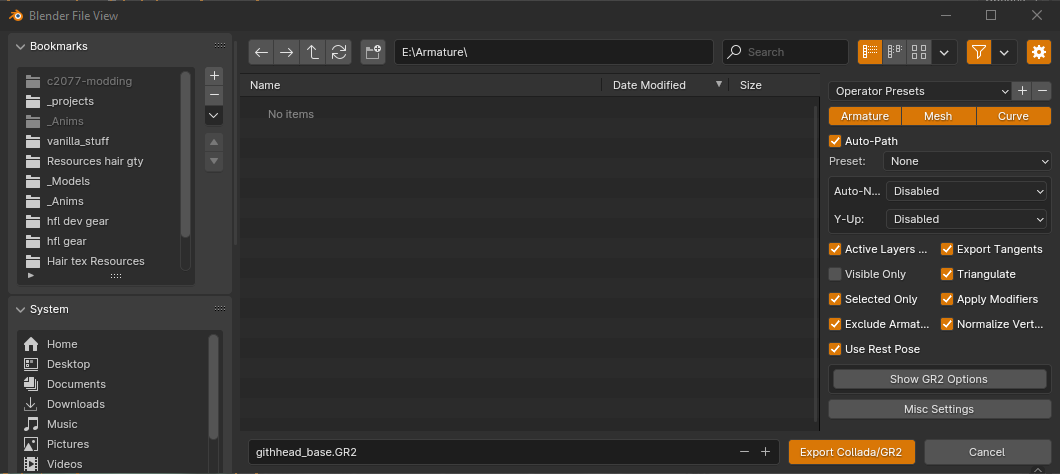 Blender File View
Bookmarks
c2077-modding
_projects
_Anims
vanilla_stuff
Resources hair gty
_Models
_Anims
hfl dev gear
hfl gear
Hair tex Resources
System
Home
Desktop
Documents
Downloads
Music
Pictures
Videos
E:\Armature\
Search
Name Date Modified Size
No items
Operator Presets
Armature Mesh Curve
Auto-Path
Preset: None
Auto-N... Disabled
Y-Up: Disabled
Active Layers ... Export Tangents
Visible Only Triangulate
Selected Only Apply Modifiers
Exclude Armat... Normalize Vert...
Use Rest Pose
Show GR2 Options
Misc Settings
githhead_base.GR2
Export Collada/GR2 Cancel